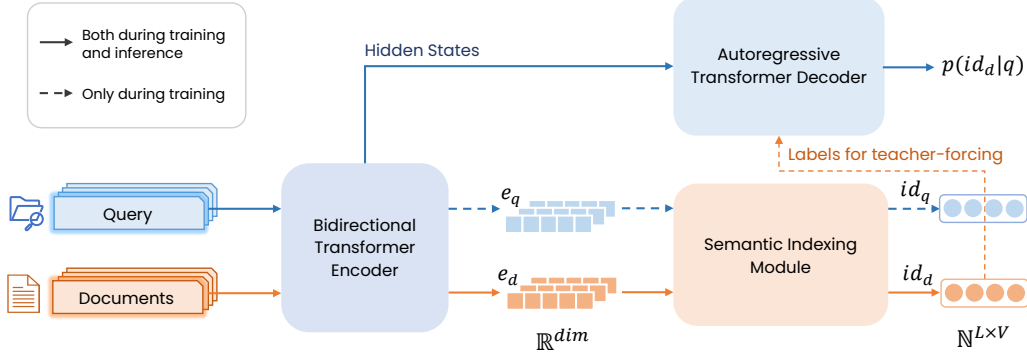 Both during training
and inference
Only during training
Hidden States
Autoregressive
Transformer Decoder
p(id_d|q)
Labels for teacher-forcing
Query
Bidirectional
Transformer
Encoder
e_q
Semantic Indexing
Module
id_q
Documents
e_d
id_d
ℝ^{dim}
ℕ^{L×V}